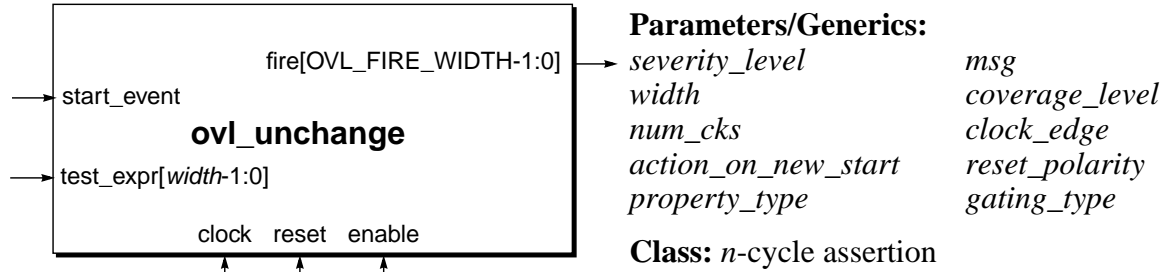 fire[OVL_FIRE_WIDTH-1:0]
start_event
ovl_unchange
test_expr[width-1:0]
clock reset enable
Parameters/Generics:
severity_level msg
width coverage_level
num_cks clock_edge
action_on_new_start reset_polarity
property_type gating_type
Class: n-cycle assertion